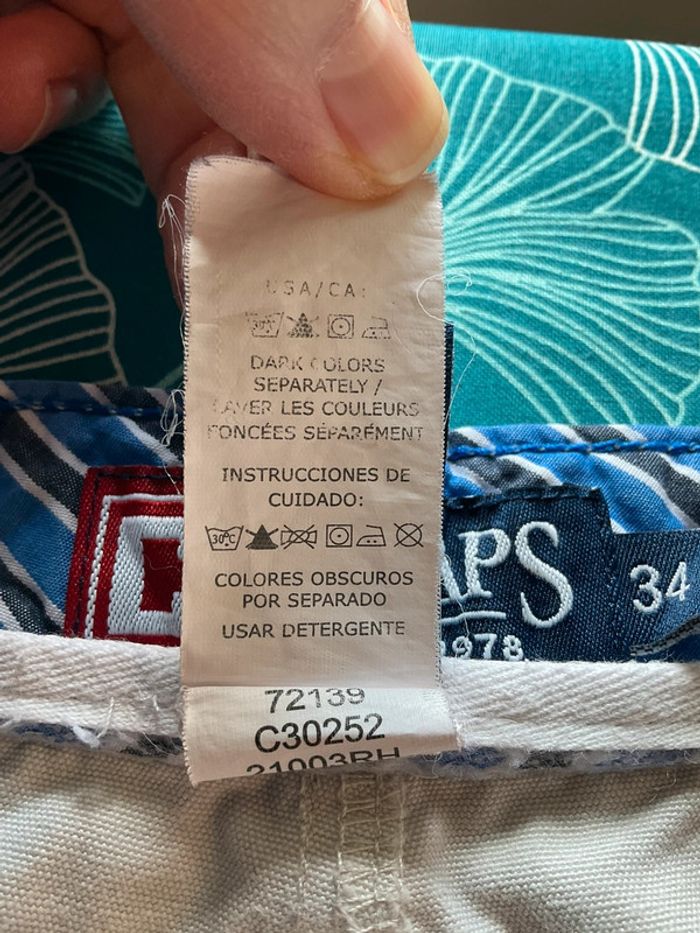 USA/CA:
DARK COLORS
SEPARATELY /
LAVER LES COULEURS
FONCÉES SÉPARÉMENT
INSTRUCCIONES DE
CUIDADO:
30°C
COLORES OBSCUROS
POR SEPARADO
USAR DETERGENTE
APS
34
1978
72139
C30252
21003RH